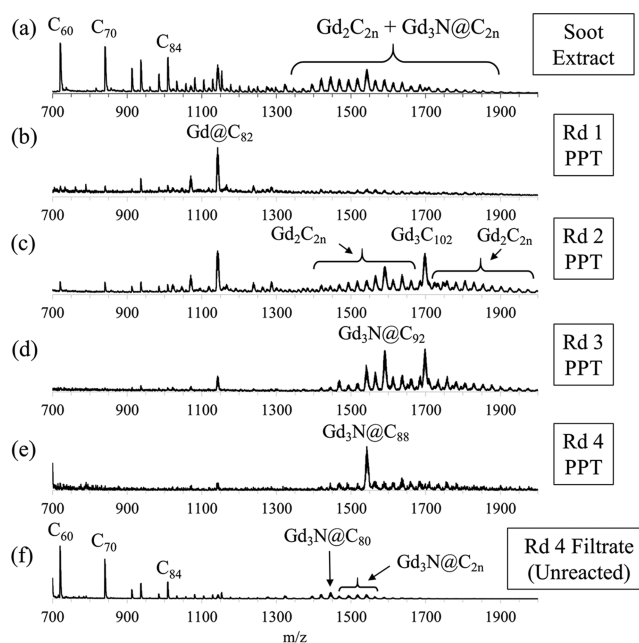 (a)
C60
C70
C84
Gd2C2n + Gd3N@C2n
Soot
Extract
700 900 1100 1300 1500 1700 1900
(b)
Gd@C82
Rd 1
PPT
700 900 1100 1300 1500 1700 1900
(c)
Gd2C2n
Gd3C102
Gd2C2n
Rd 2
PPT
700 900 1100 1300 1500 1700 1900
(d)
Gd3N@C92
Rd 3
PPT
700 900 1100 1300 1500 1700 1900
(e)
Gd3N@C88
Rd 4
PPT
700 900 1100 1300 1500 1700 1900
(f)
C60
C70
C84
Gd3N@C80
Gd3N@C2n
Rd 4 Filtrate
(Unreacted)
700 900 1100 1300 1500 1700 1900
m/z